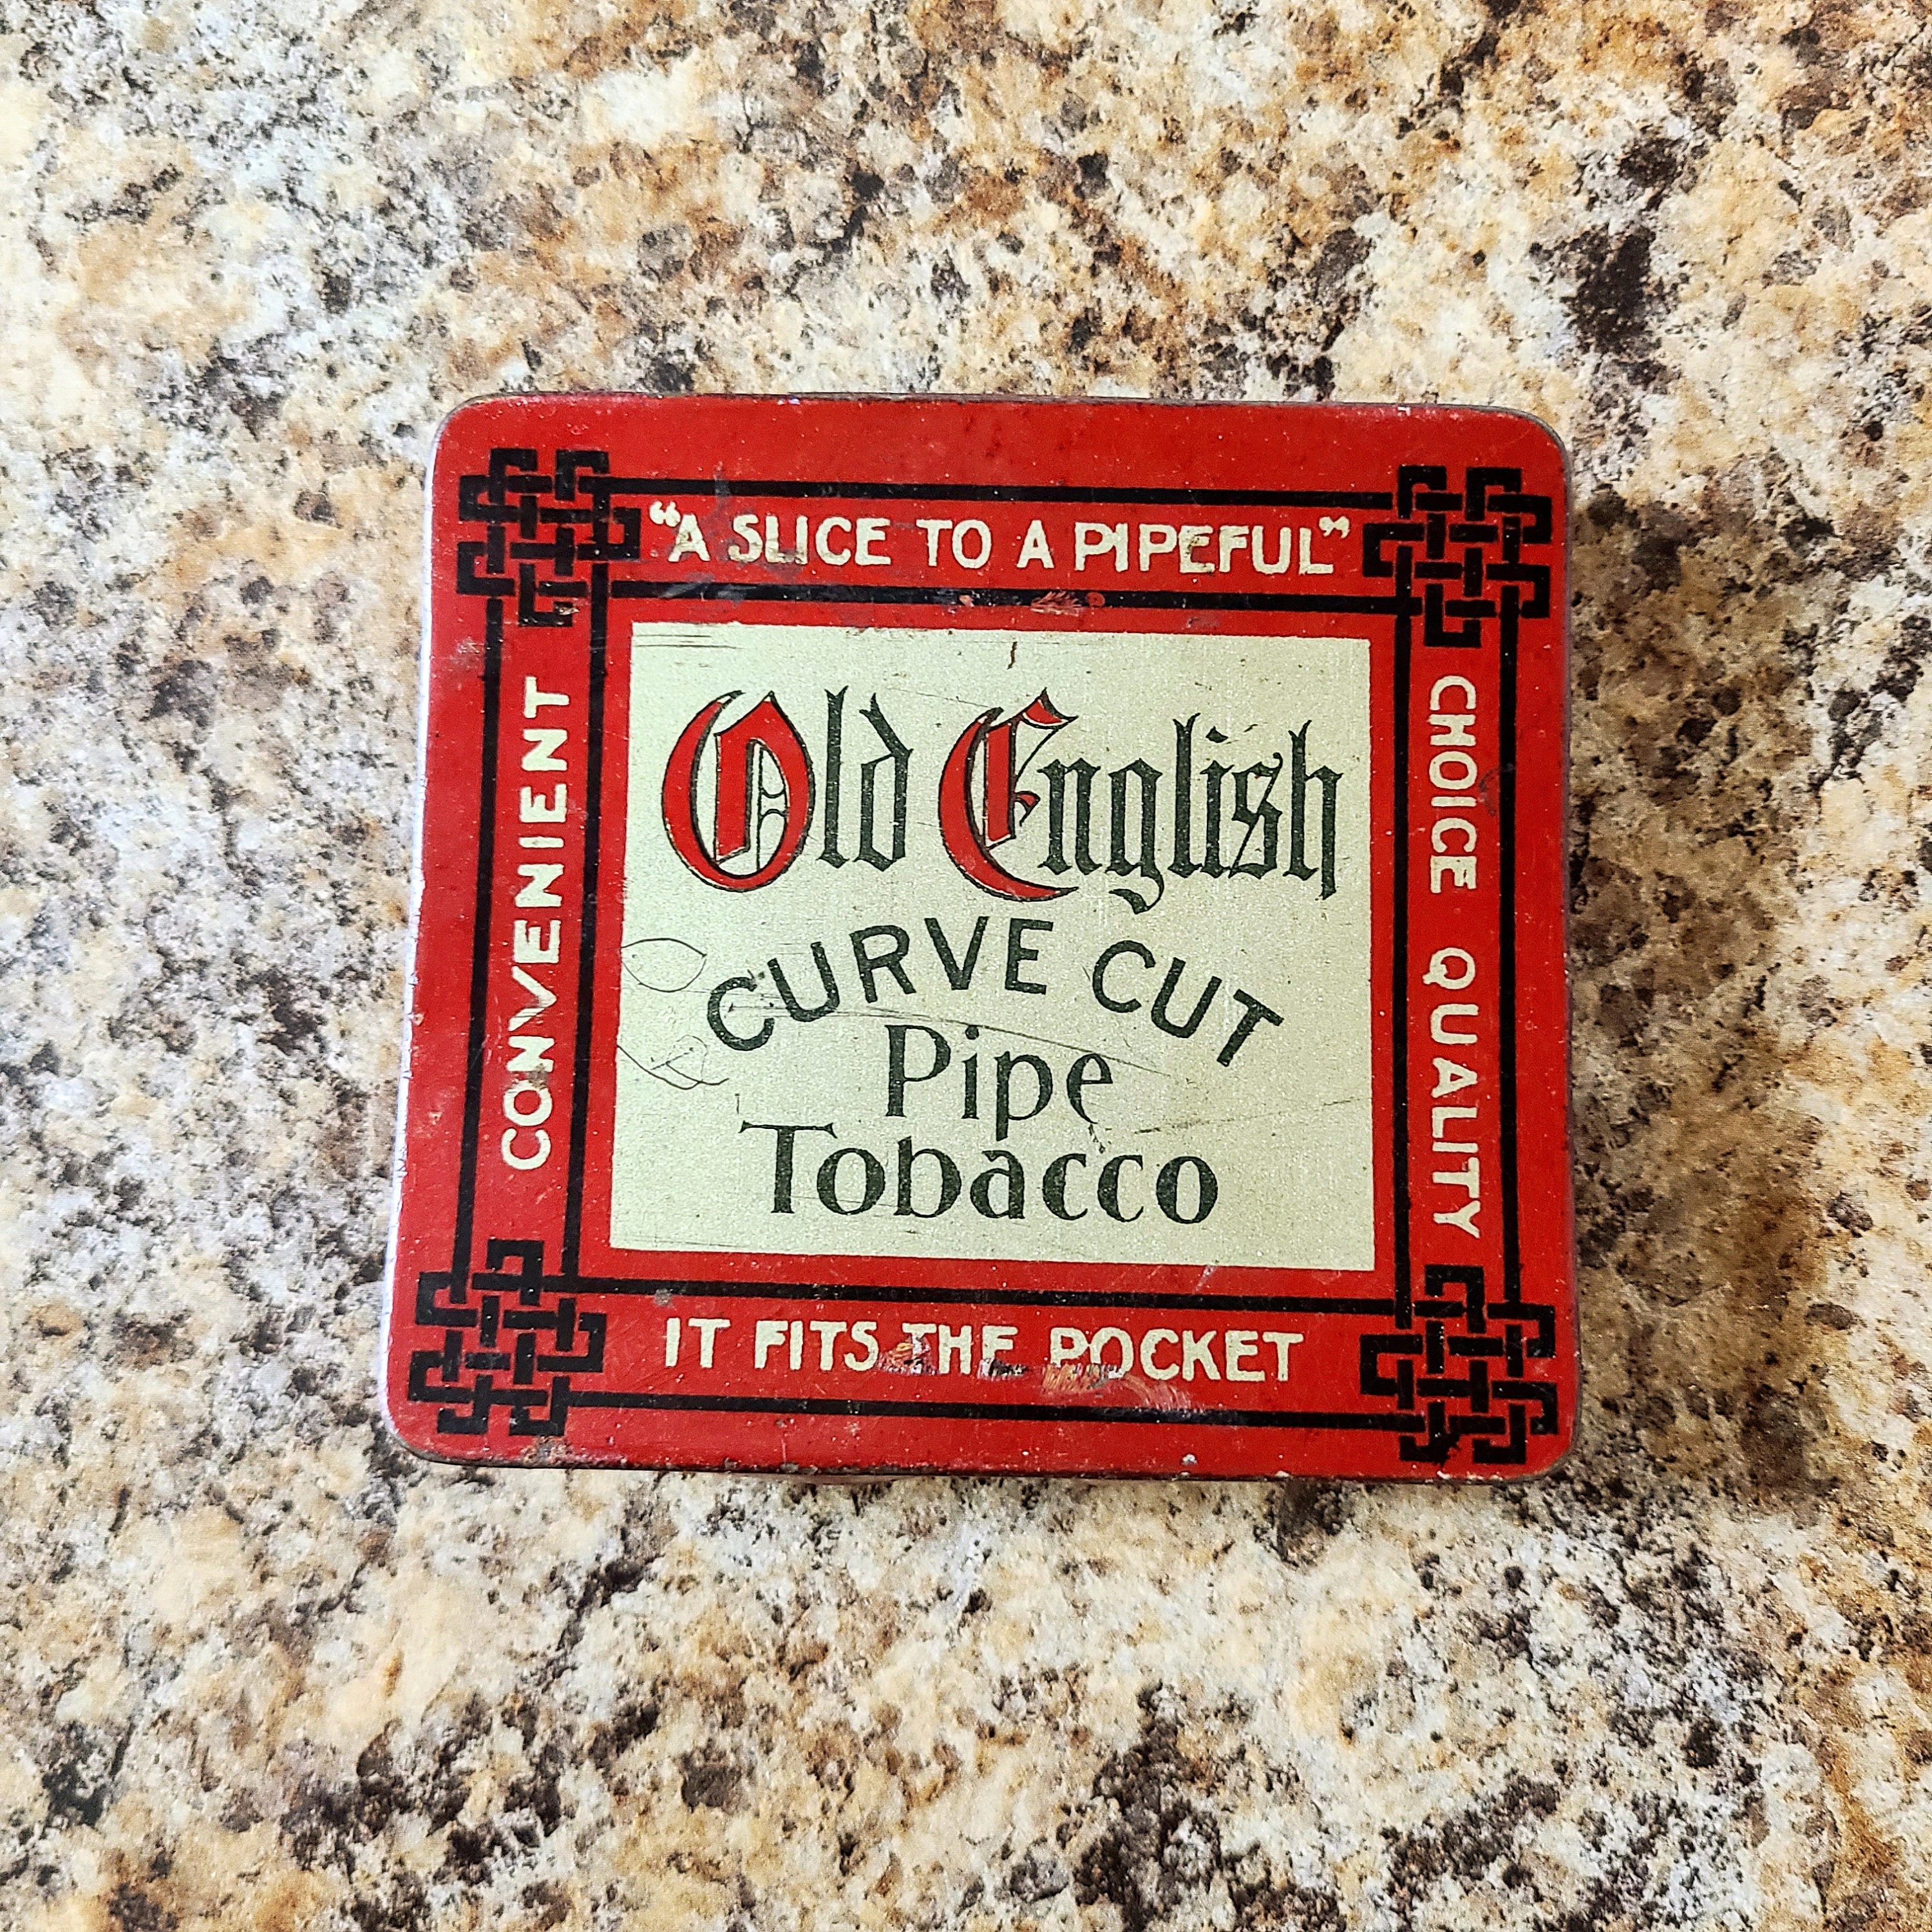 "A SLICE TO A PIPEFUL"
CONVENIENT
Old English
CURVE CUT
Pipe
Tobacco
CHOICE QUALITY
IT FITS THE POCKET